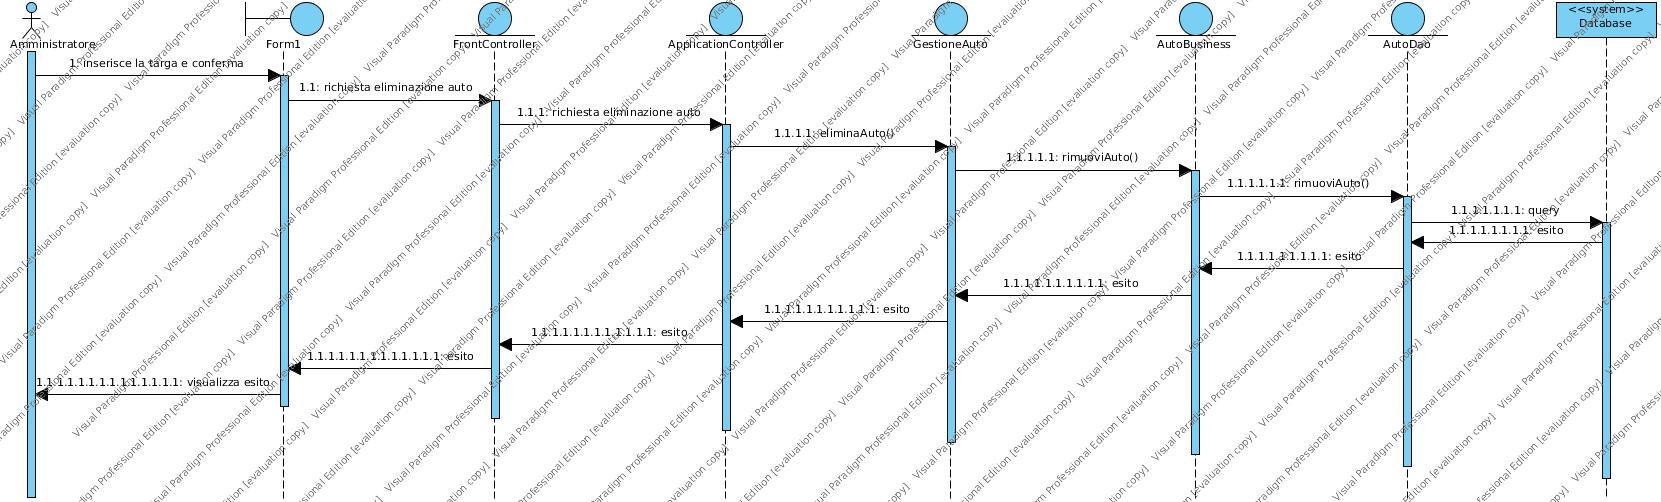 <<system>>
Database
Amministratore
Form1
FrontController
ApplicationController
GestioneAuto
AutoBusiness
AutoDao
1: inserisce la targa e conferma
1.1: richiesta eliminazione auto
1.1.1: richiesta eliminazione auto
1.1.1.1: eliminaAuto()
1.1.1.1.1: rimuoviAuto()
1.1.1.1.1.1: rimuoviAuto()
1.1.1.1.1.1.1: query
1.1.1.1.1.1.1.1: esito
1.1.1.1.1.1.1.1.1: esito
1.1.1.1.1.1.1.1.1.1: esito
1.1.1.1.1.1.1.1.1.1.1: esito
1.1.1.1.1.1.1.1.1.1.1.1: esito
1.1.1.1.1.1.1.1.1.1.1.1.1: esito
1.1.1.1.1.1.1.1.1.1.1.1.1.1: visualizza esito
Visual Paradigm Professional Edition [evaluation copy]